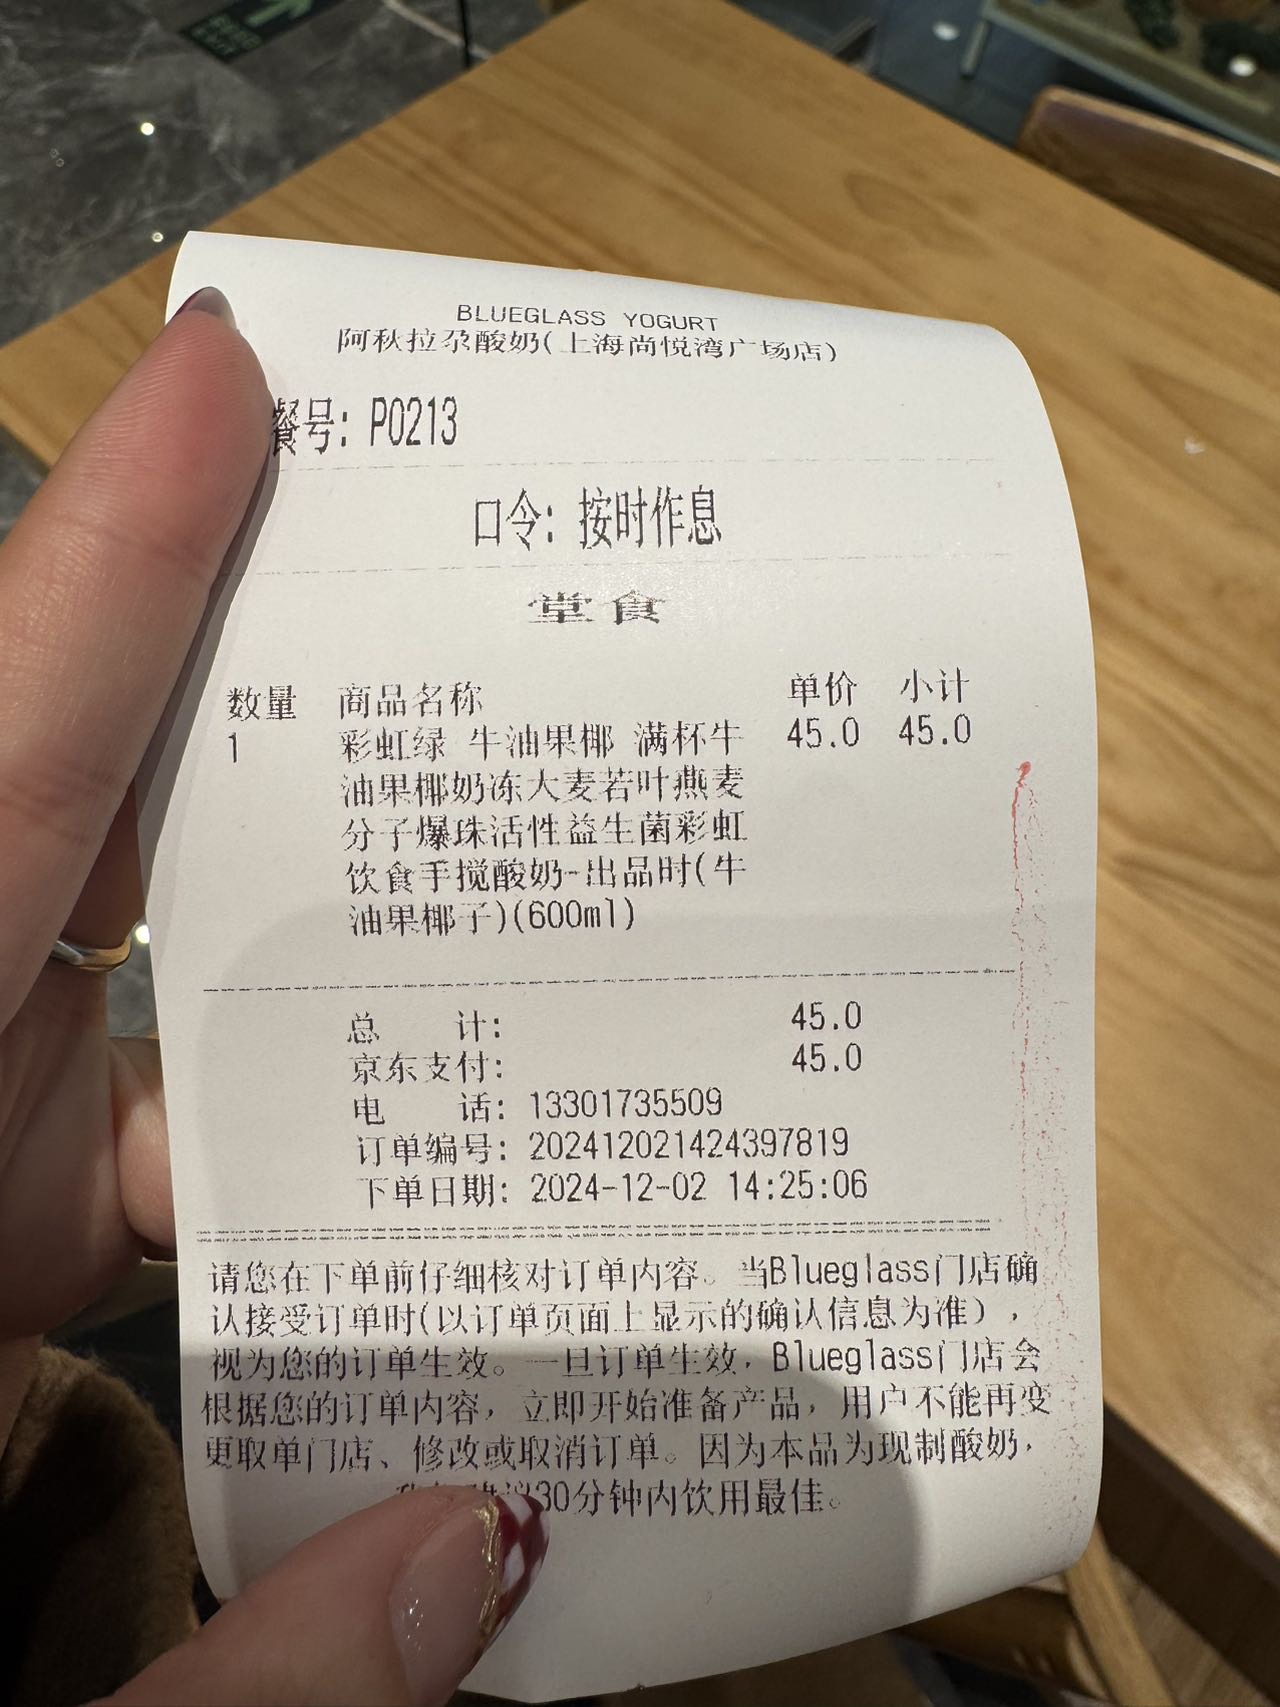 BLUEGLASS YOGURT
阿秋拉尕酸奶(上海尚悦湾广场店)
餐号: P0213
口令: 按时作息
堂食
数量 商品名称 单价 小计
1 彩虹绿 牛油果椰 满杯牛 45.0 45.0
油果椰奶冻大麦若叶燕麦
分子爆珠活性益生菌彩虹
饮食手搅酸奶-出品时(牛
油果椰子)(600ml)
总 计: 45.0
京东支付: 45.0
电 话: 13301735509
订单编号: 202412021424397819
下单日期: 2024-12-02 14:25:06
请您在下单前仔细核对订单内容。当Blueglass门店确
认接受订单时(以订单页面上显示的确认信息为准),
视为您的订单生效。一旦订单生效,Blueglass门店会
根据您的订单内容,立即开始准备产品,用户不能再变
更取单门店、修改或取消订单。因为本品为现制酸奶,
30分钟内饮用最佳。